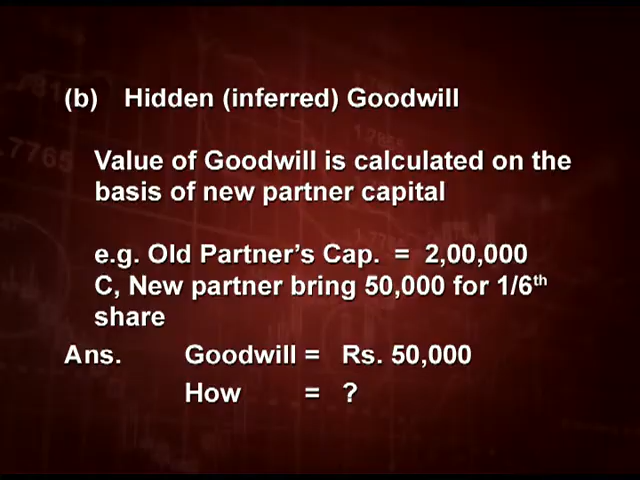 (b) Hidden (inferred) Goodwill
Value of Goodwill is calculated on the
basis of new partner capital
e.g. Old Partner's Cap. = 2,00,000
C, New partner bring 50,000 for 1/6th
share
Ans. Goodwill = Rs. 50,000
How = ?